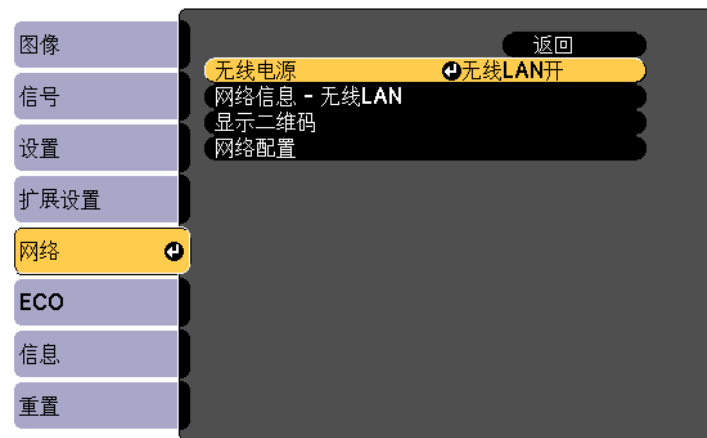 图像
信号
设置
扩展设置
网络
ECO
信息
重置
返回
无线电源 无线LAN开
网络信息 - 无线LAN
显示二维码
网络配置